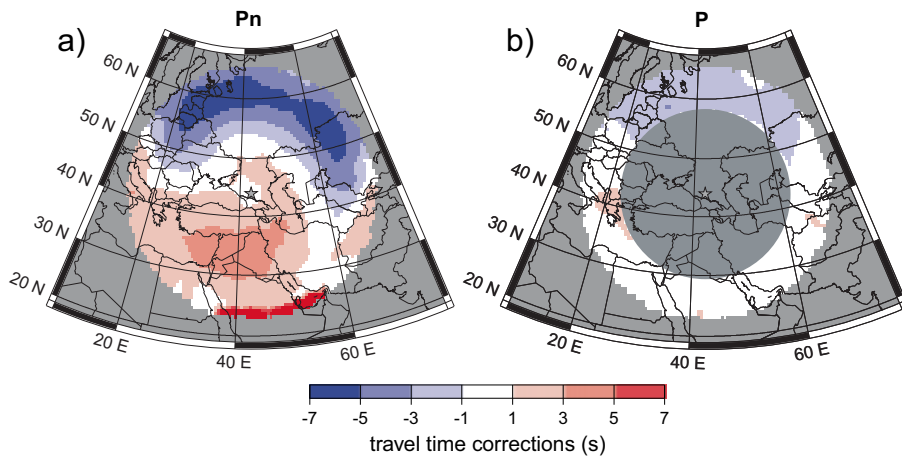 Pn
P
a)
b)
60 N
50 N
40 N
30 N
20 N
20 E
40 E
60 E
60 N
50 N
40 N
30 N
20 N
20 E
40 E
60 E
-7 -5 -3 -1 1 3 5 7
travel time corrections (s)